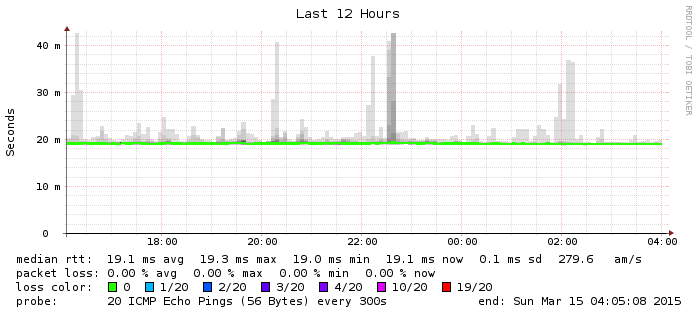 Last 12 Hours
RRDTOOL / TOBI OETIKER
Seconds
40 m
30 m
20 m
10 m
0
18:00 20:00 22:00 00:00 02:00 04:00
median rtt: 19.1 ms avg 19.3 ms max 19.0 ms min 19.1 ms now 0.1 ms sd 279.6 am/s
packet loss: 0.00 % avg 0.00 % max 0.00 % min 0.00 % now
loss color: 0 1/20 2/20 3/20 4/20 10/20 19/20
probe: 20 ICMP Echo Pings (56 Bytes) every 300s end: Sun Mar 15 04:05:08 2015